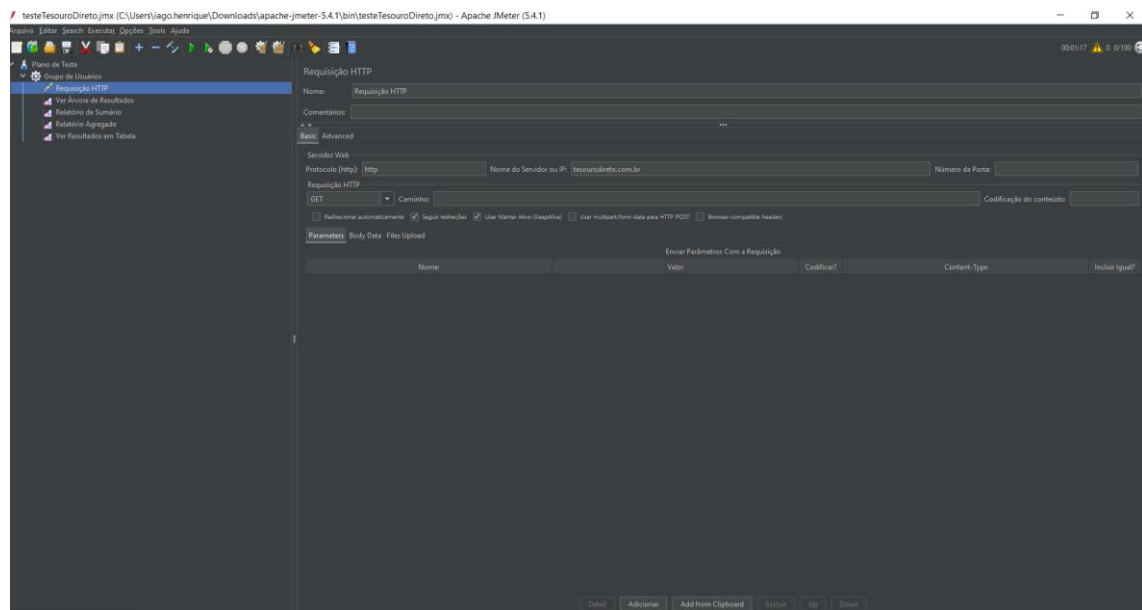 testeTesouroDireto.jmx (C:\Users\iago.henrique\Downloads\apache-jmeter-5.4.1\bin\testeTesouroDireto.jmx) - Apache JMeter (5.4.1)
Arquivo Editar Search Executar Opções Tools Ajuda
00:01:17 0 0/100
Plano de Teste
Grupo de Usuários
Requisição HTTP
Ver Árvore de Resultados
Relatório de Sumário
Relatório Agregado
Ver Resultados em Tabela
Requisição HTTP
Nome: Requisição HTTP
Comentários:
Basic Advanced
Servidor Web
Protocolo [http]: http Nome do Servidor ou IP: tesourodireto.com.br Número da Porta:
Requisição HTTP
GET Caminho: Codificação do conteúdo:
Redirecionar automaticamente Seguir redireções Usar Manter Ativo (KeepAlive) Usar multipart/form-data para HTTP POST Browser-compatible headers
Parameters Body Data Files Upload
Enviar Parâmetros Com a Requisição
Nome: Valor Codificar? Content-Type Incluir Igual?
Detail Adicionar Add from Clipboard Excluir Up Down